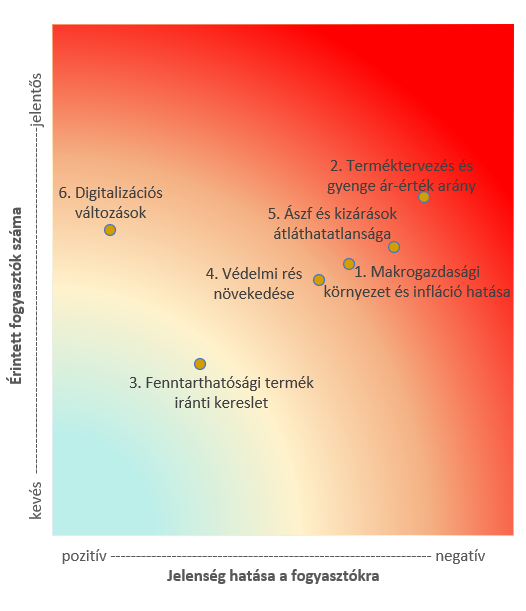 2. Terméktervezés és
gyenge ár-érték arány
6. Digitalizációs
változások
5. Ászf és kizárások
átláthatatlansága
4. Védelmi rés
növekedése
1. Makrogazdasági
környezet és infláció hatása
3. Fenntarthatósági termék
iránti kereslet
Érintett fogyasztók száma
kevés ---------------------------------------------------------------jelentős
pozitív -------------------------------------------------------------- negatív
Jelenség hatása a fogyasztókra